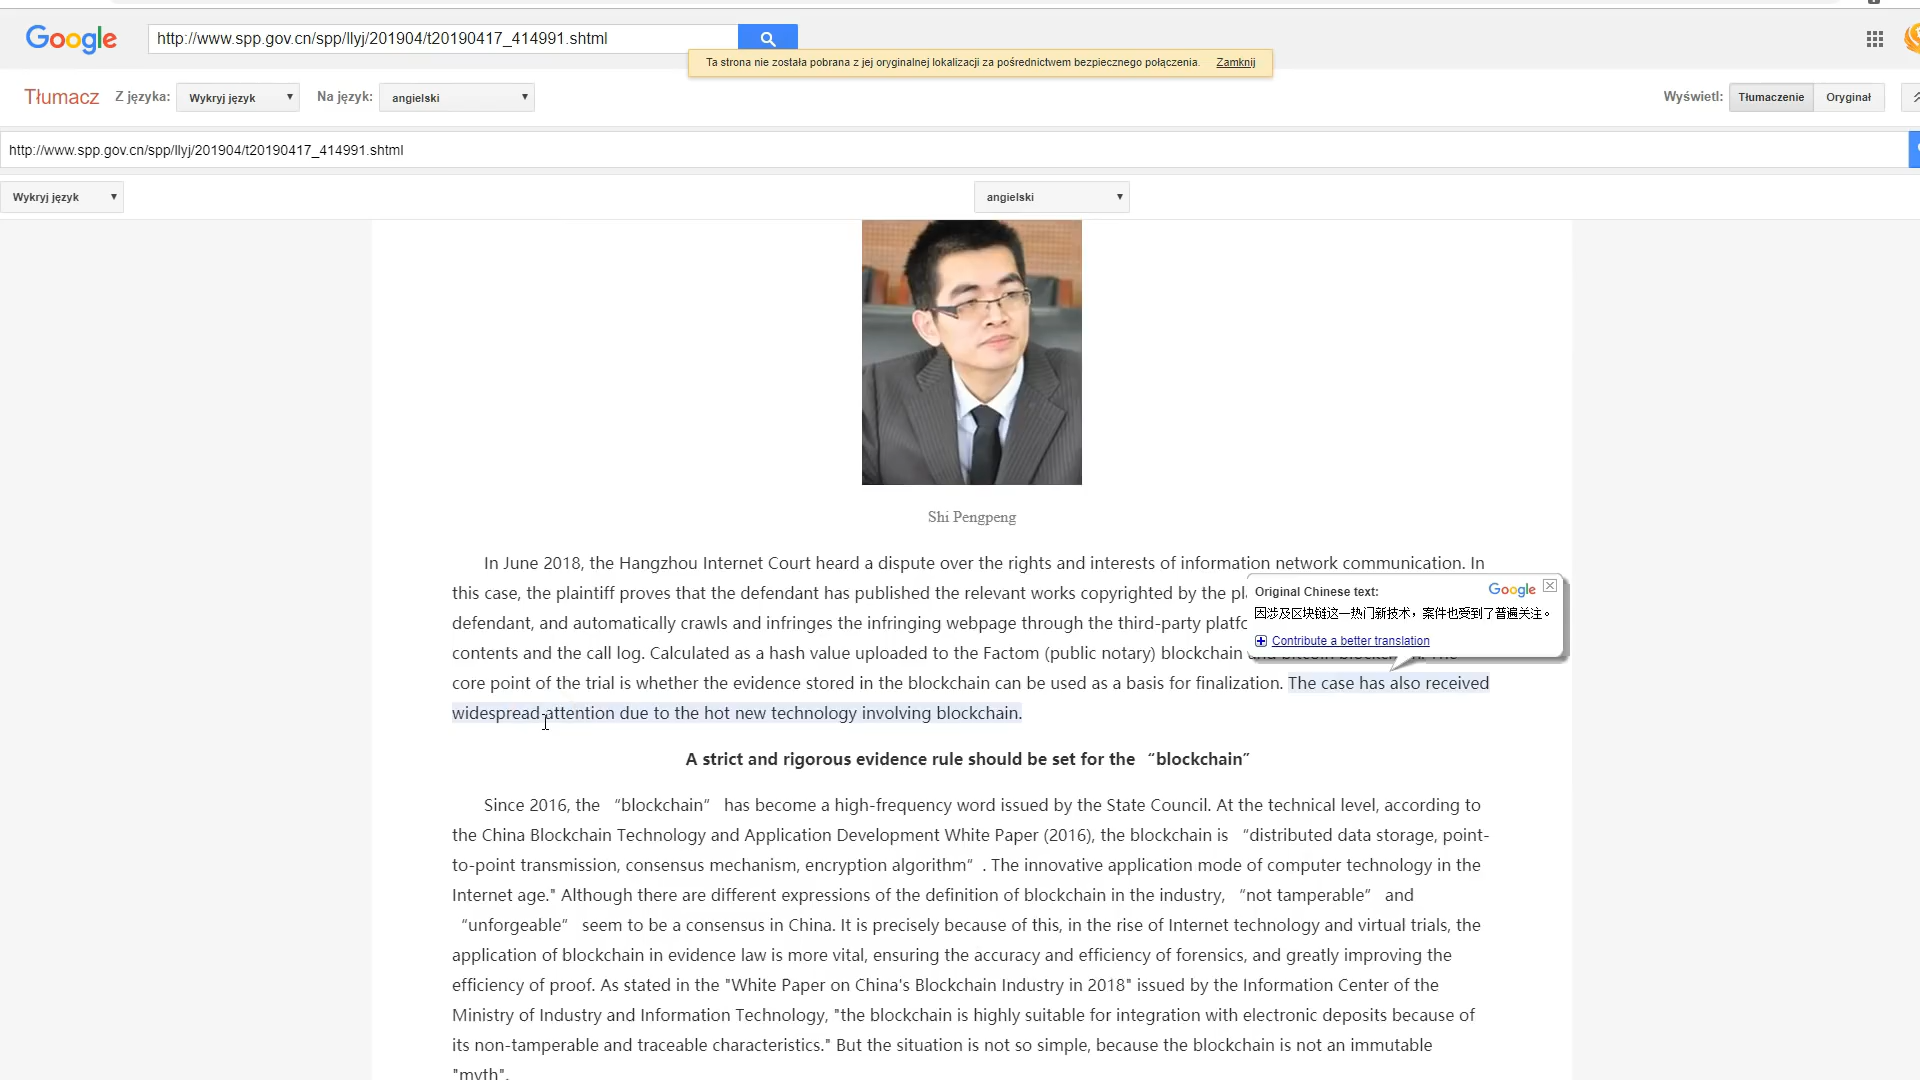 Google
http://www.spp.gov.cn/spp/llyj/201904/t20190417_414991.shtml
Ta strona nie została pobrana z jej oryginalnej lokalizacji za pośrednictwem bezpiecznego połączenia. Zamknij
Tłumacz Z języka: Wykryj język Na język: angielski Wyświetl: Tłumaczenie Oryginał
http://www.spp.gov.cn/spp/llyj/201904/t20190417_414991.shtml
Wykryj język angielski
Shi Pengpeng
In June 2018, the Hangzhou Internet Court heard a dispute over the rights and interests of information network communication. In
this case, the plaintiff proves that the defendant has published the relevant works copyrighted by the
defendant, and automatically crawls and infringes the infringing webpage through the third-party
contents and the call log. Calculated as a hash value uploaded to the Factom (public notary) blockchain and bitcoin blockchain. The
core point of the trial is whether the evidence stored in the blockchain can be used as a basis for finalization. The case has also received
widespread attention due to the hot new technology involving blockchain.
Google
Original Chinese text:
因涉及区块链这一热门新技术，案件也受到了普遍关注。
Contribute a better translation
A strict and rigorous evidence rule should be set for the “blockchain”
Since 2016, the “blockchain” has become a high-frequency word issued by the State Council. At the technical level, according to
the China Blockchain Technology and Application Development White Paper (2016), the blockchain is “distributed data storage, point-
to-point transmission, consensus mechanism, encryption algorithm” . The innovative application mode of computer technology in the
Internet age." Although there are different expressions of the definition of blockchain in the industry, “not tamperable” and
“unforgeable” seem to be a consensus in China. It is precisely because of this, in the rise of Internet technology and virtual trials, the
application of blockchain in evidence law is more vital, ensuring the accuracy and efficiency of forensics, and greatly improving the
efficiency of proof. As stated in the "White Paper on China's Blockchain Industry in 2018" issued by the Information Center of the
Ministry of Industry and Information Technology, "the blockchain is highly suitable for integration with electronic deposits because of
its non-tamperable and traceable characteristics." But the situation is not so simple, because the blockchain is not an immutable
"myth".